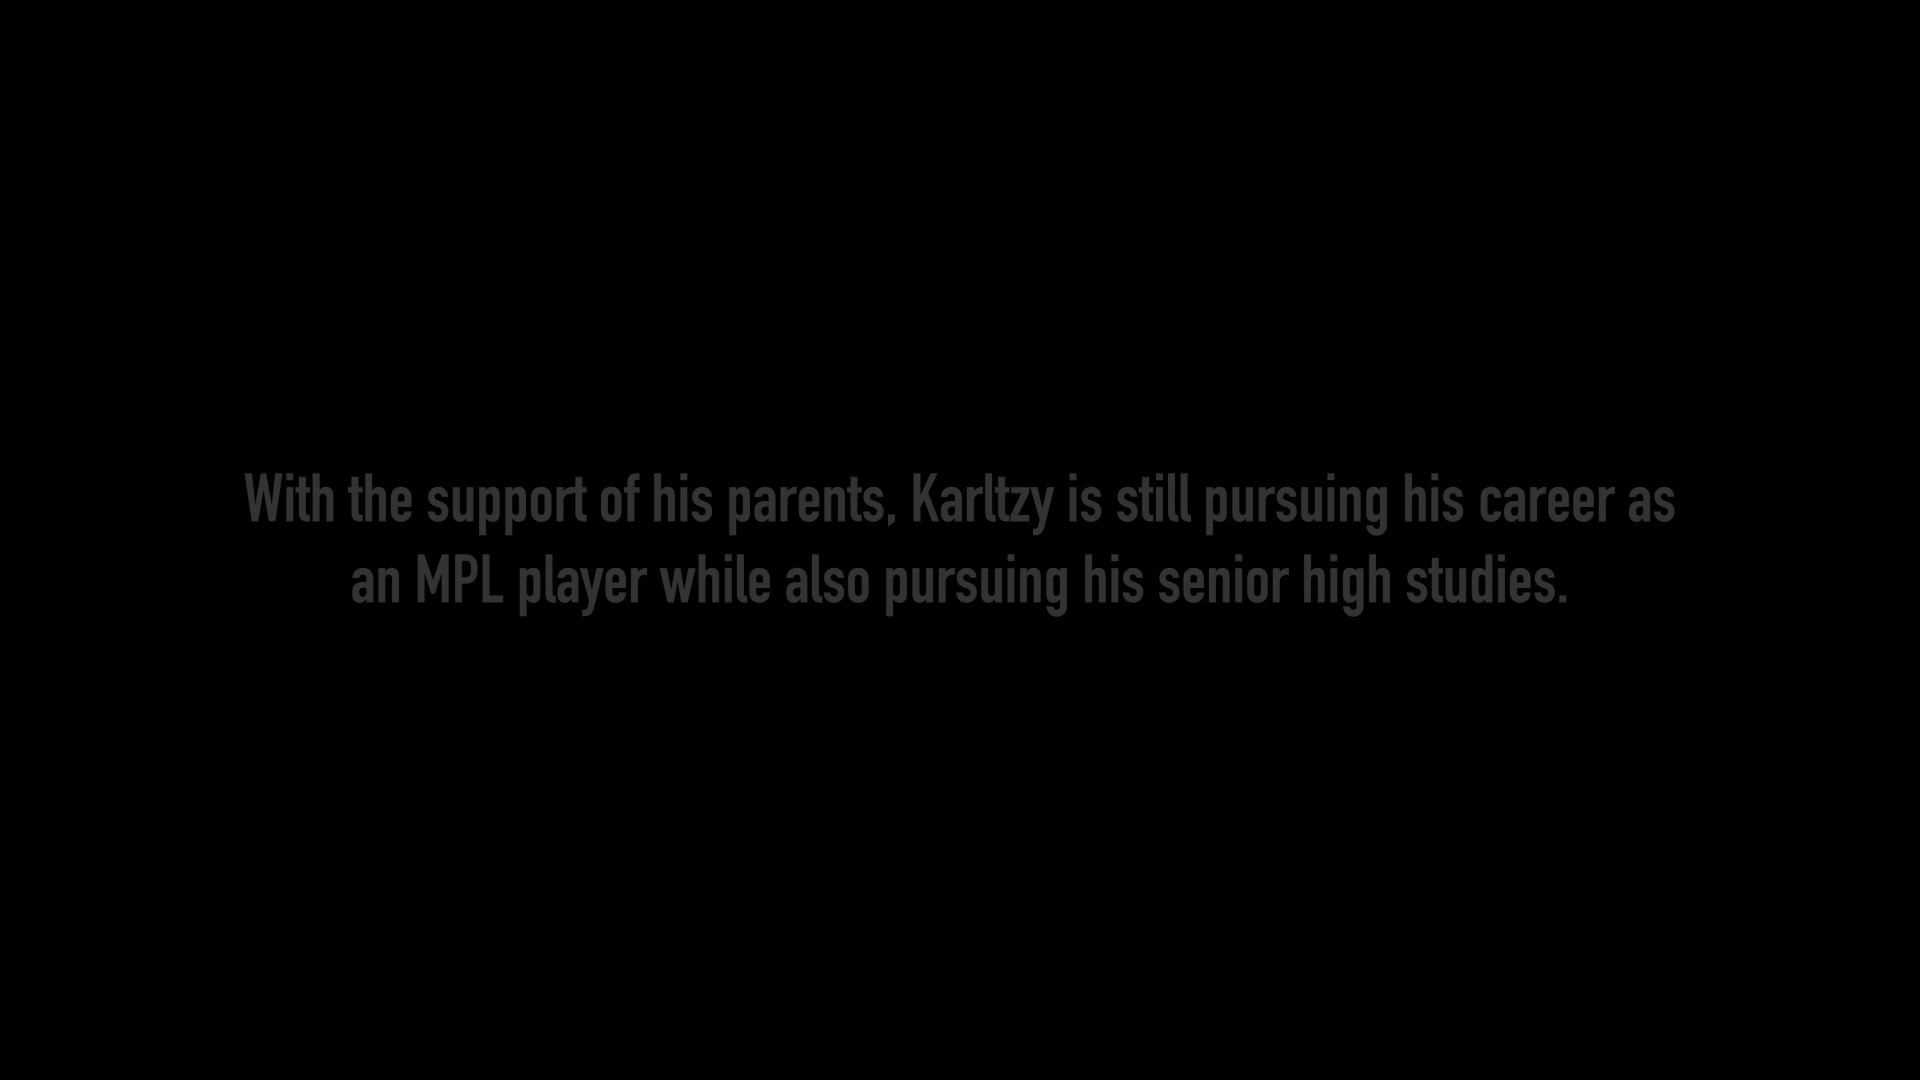 With the support of his parents, Karltzy is still pursuing his career as
an MPL player while also pursuing his senior high studies.